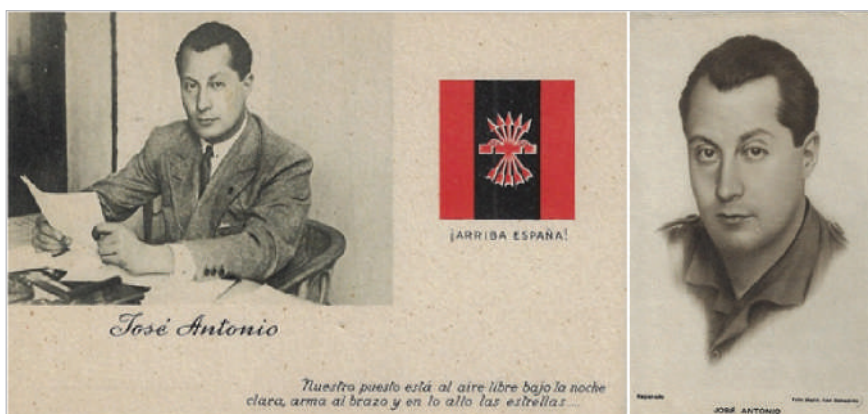 ¡ARRIBA ESPAÑA!
José Antonio
Nuestro puesto está al aire libre bajo la noche
clara, arma al brazo y en lo alto las estrellas....
JOSÉ ANTONIO